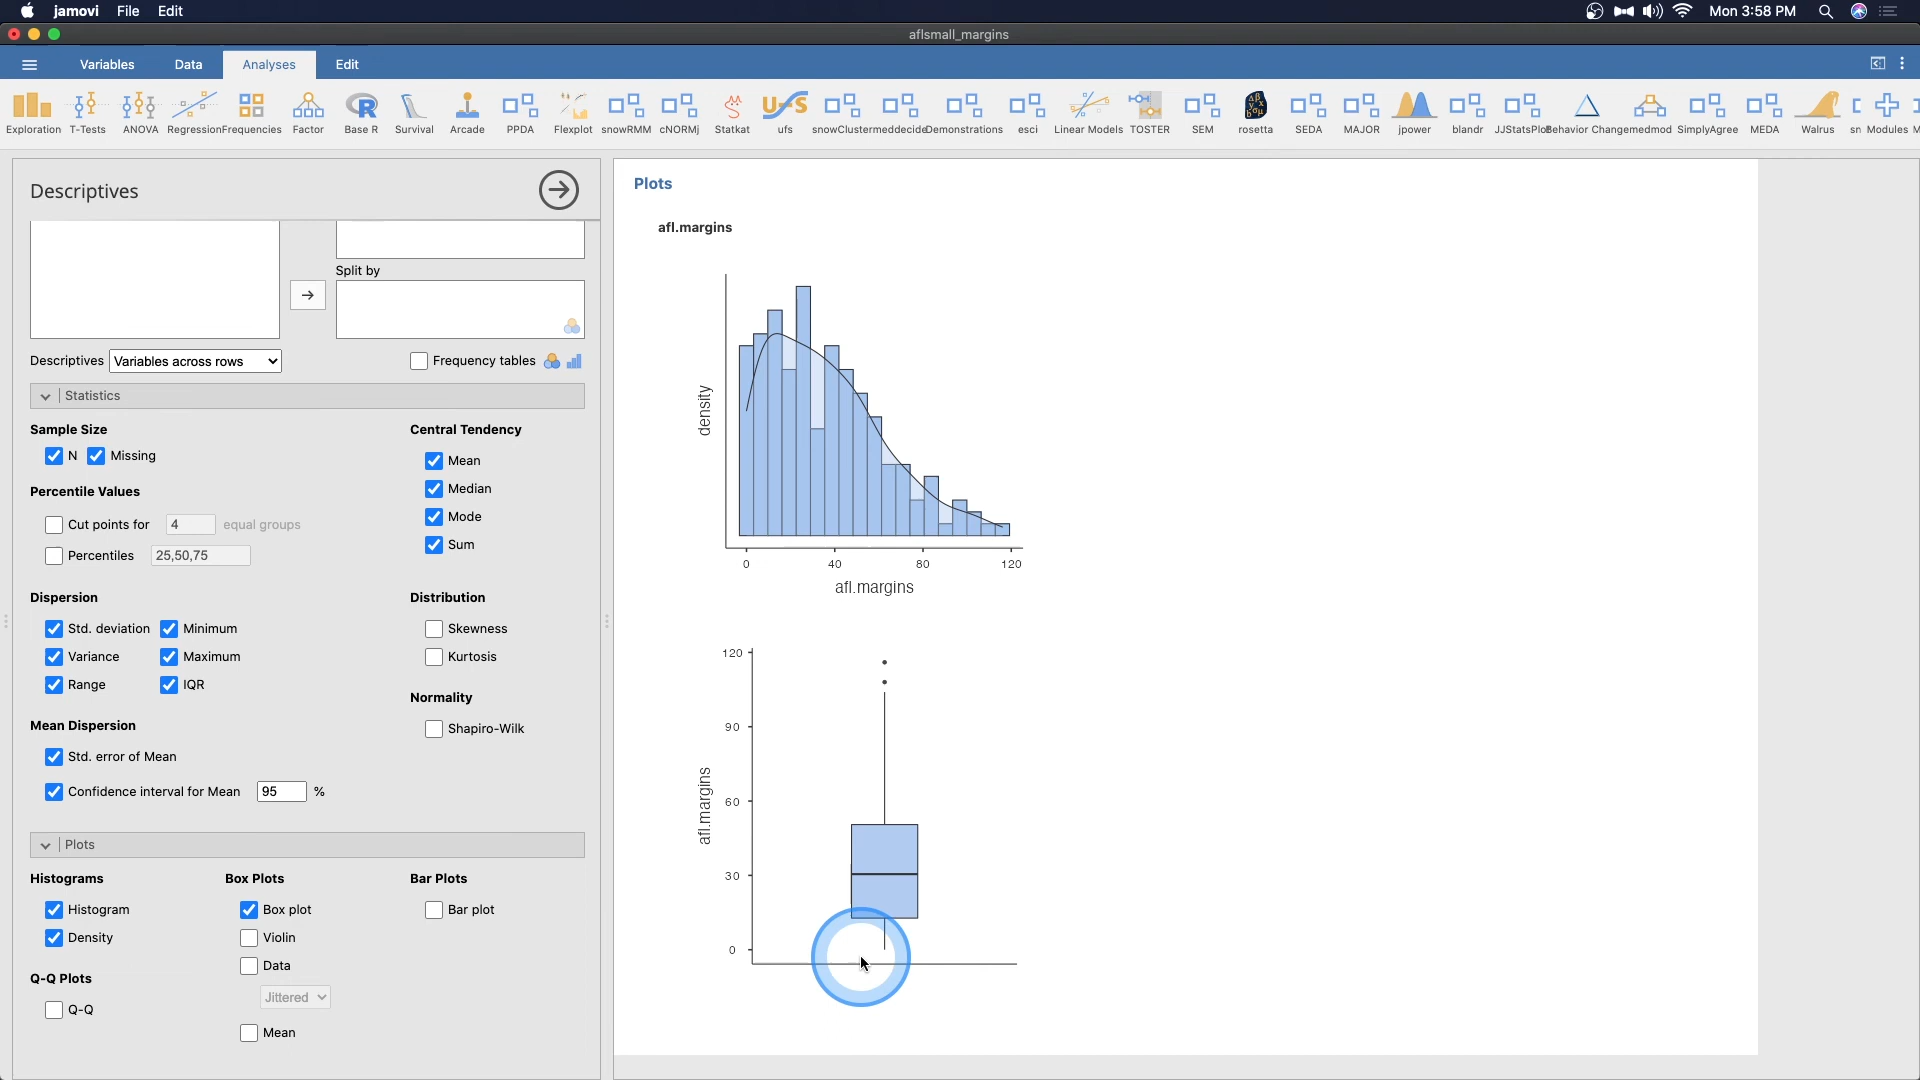 jamovi File Edit Mon 3:58 PM
aflsmall_margins
Variables Data Analyses Edit
Exploration T-Tests ANOVA Regression Frequencies Factor Base R Survival Arcade PPDA Flexplot snowRMM cNORMj Statkat ufs snowCluster meddecide Demonstrations esci Linear Models TOSTER SEM rosetta SEDA MAJOR jpower blandr JJStatsPlo Behavior Change medmod SimplyAgree MEDA Walrus sn Modules
Descriptives
Split by
Descriptives Variables across rows Frequency tables
Statistics
Sample Size
N Missing
Percentile Values
Cut points for 4 equal groups
Percentiles 25,50,75
Central Tendency
Mean
Median
Mode
Sum
Dispersion
Std. deviation Minimum
Variance Maximum
Range IQR
Distribution
Skewness
Kurtosis
Mean Dispersion
Std. error of Mean
Confidence interval for Mean 95 %
Normality
Shapiro-Wilk
Plots
Histograms
Histogram
Density
Q-Q Plots
Q-Q
Box Plots
Box plot
Violin
Data
Jittered
Mean
Bar Plots
Bar plot
Plots
afl.margins
density
0 40 80 120
afl.margins
120
90
60
30
0
afl.margins